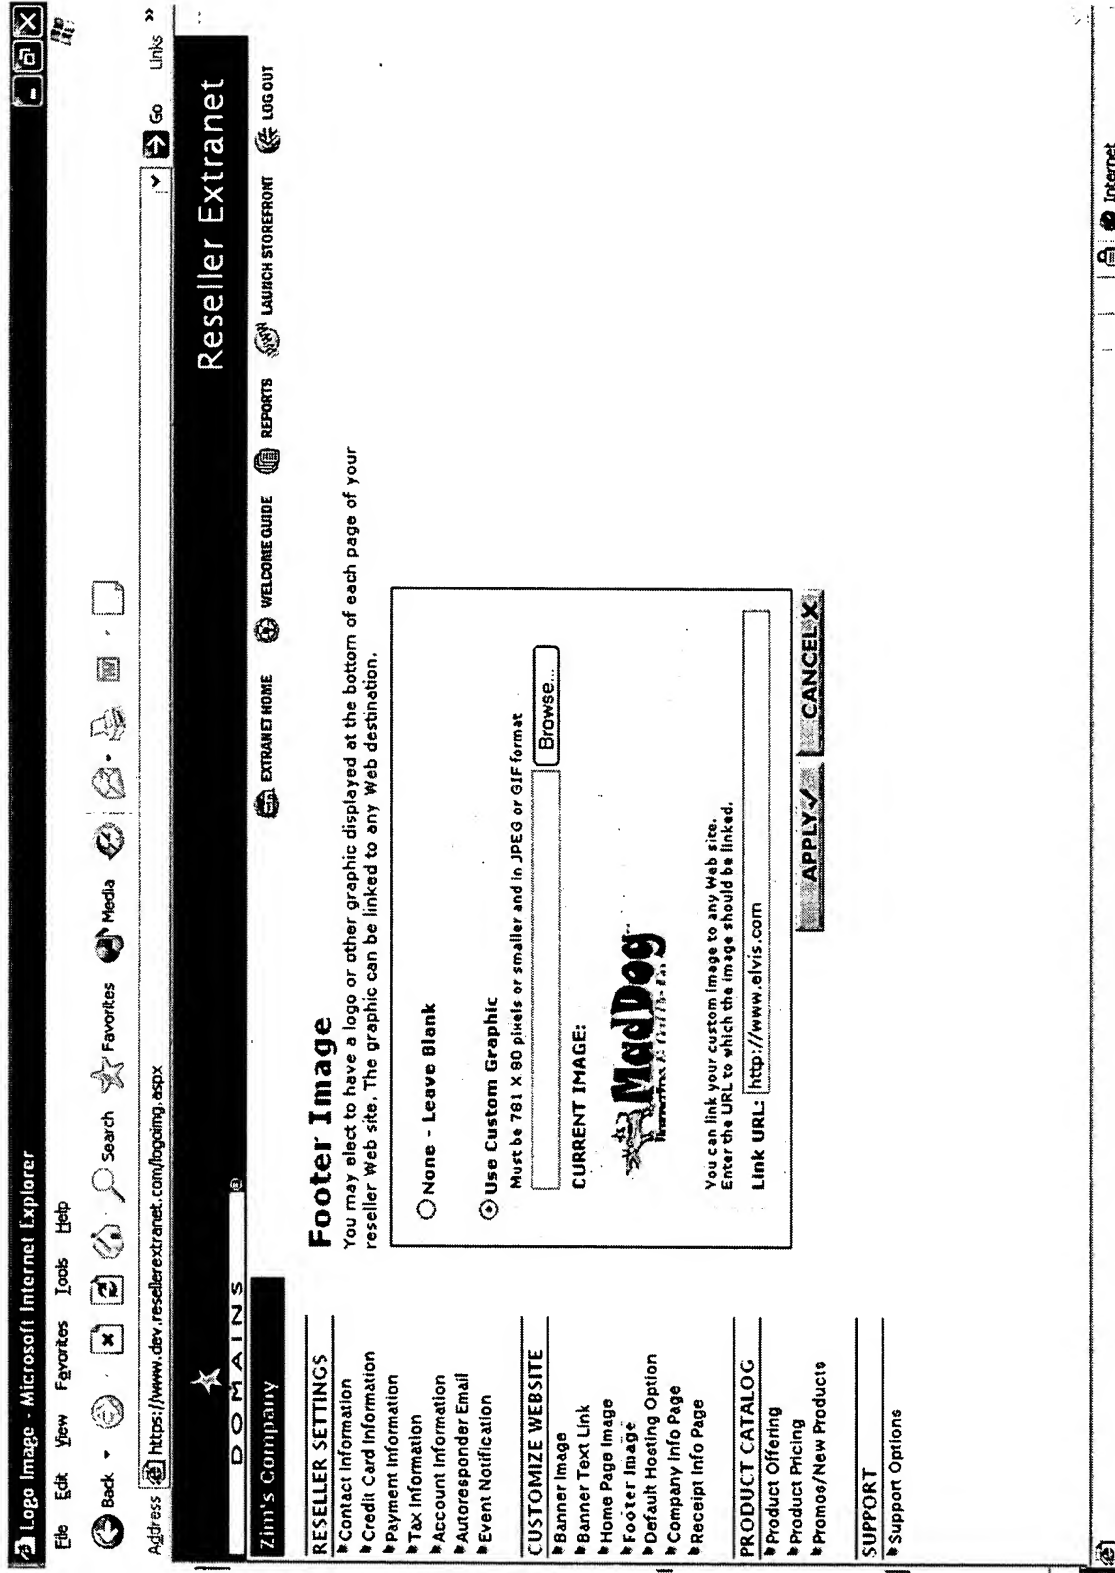 Logo Image - Microsoft Internet Explorer
File Edit View Favorites Tools Help
Back Search Favorites Media
Address https://www.dev.resellerextranet.com/logoimg.aspx Go Links »
DOMAINS
Reseller Extranet
Zim's Company
EXTRANET HOME WELCOME GUIDE REPORTS LAUNCH STOREFRONT LOG OUT
RESELLER SETTINGS
Contact Information
Credit Card Information
Payment Information
Tax Information
Account Information
Autoresponder Email
Event Notification
CUSTOMIZE WEBSITE
Banner Image
Banner Text Link
Home Page Image
Footer Image
Default Hosting Option
Company Info Page
Receipt Info Page
PRODUCT CATALOG
Product Offering
Product Pricing
Promos/New Products
SUPPORT
Support Options
Footer Image
You may elect to have a logo or other graphic displayed at the bottom of each page of your
reseller Web site. The graphic can be linked to any Web destination.
None - Leave Blank
Use Custom Graphic
Must be 781 X 80 pixels or smaller and in JPEG or GIF format
Browse...
CURRENT IMAGE:
MadDog
You can link your custom image to any Web site.
Enter the URL to which the image should be linked.
Link URL: http://www.elvis.com
APPLY CANCEL X
Internet